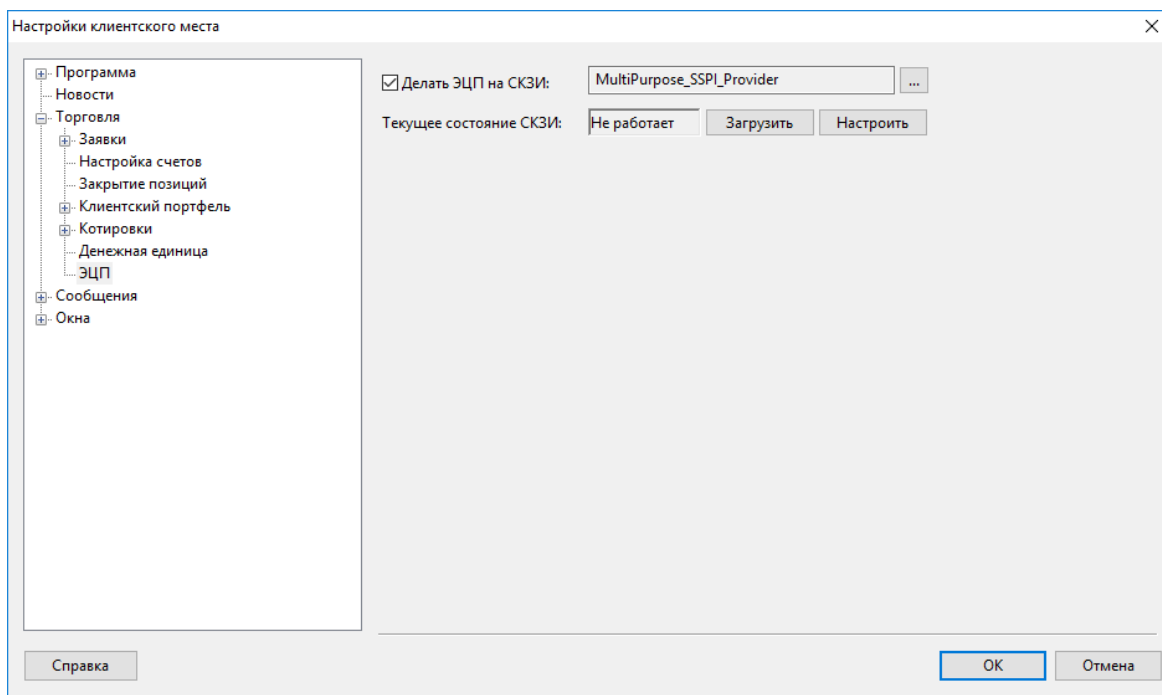 Настройки клиентского места
Программа
Новости
Торговля
Заявки
Настройка счетов
Закрытие позиций
Клиентский портфель
Котировки
Денежная единица
ЭЦП
Сообщения
Окна
Делать ЭЦП на СКЗИ: MultiPurpose_SSPI_Provider ...
Текущее состояние СКЗИ: Не работает Загрузить Настроить
Справка OK Отмена